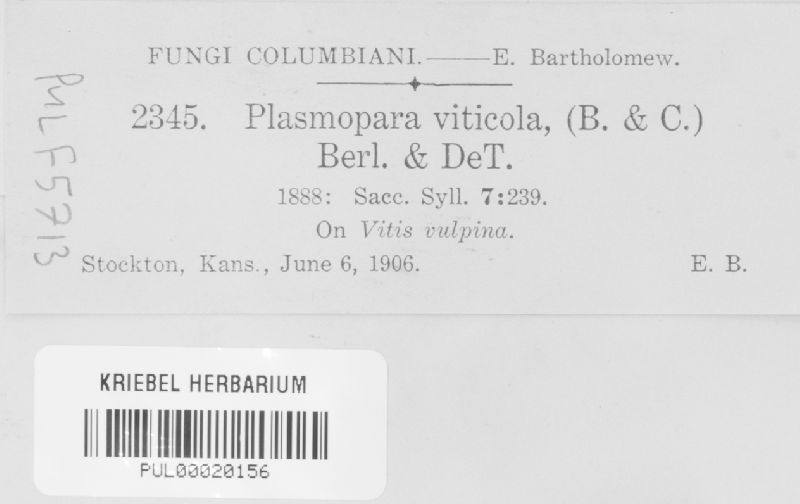 FUNGI COLUMBIANI.——E. Bartholomew.
2345. Plasmopara viticola, (B. & C.)
Berl. & DeT.
1888: Sacc. Syll. 7:239.
On Vitis vulpina.
Stockton, Kans., June 6, 1906. E. B.
PUL F5713
KRIEBEL HERBARIUM
PUL00020156